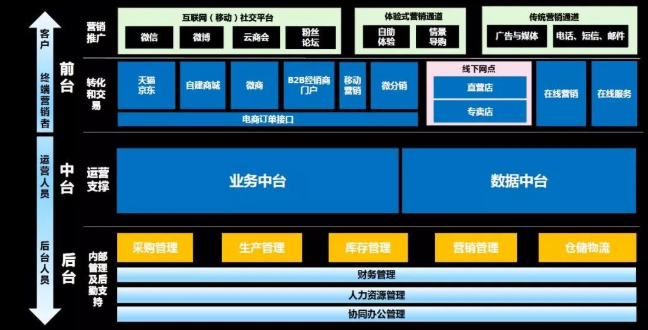 客户
终端营销者
运营人员
后台人员
前台
中台
后台
营销
推广
互联网（移动）社交平台
微信
微博
云商会
粉丝
论坛
体验式营销通道
自助
体验
情景
导购
传统营销通道
广告与媒体
电话、短信、邮件
转化
和交
易
天猫
京东
自建商城
微商
B2B经销商
门户
移动
营销
微分销
电商订单接口
线下网点
直营店
专卖店
在线营销
在线服务
运营
支撑
业务中台
数据中台
内部
管理
及后
勤支
持
采购管理
生产管理
库存管理
营销管理
仓储物流
财务管理
人力资源管理
协同办公管理